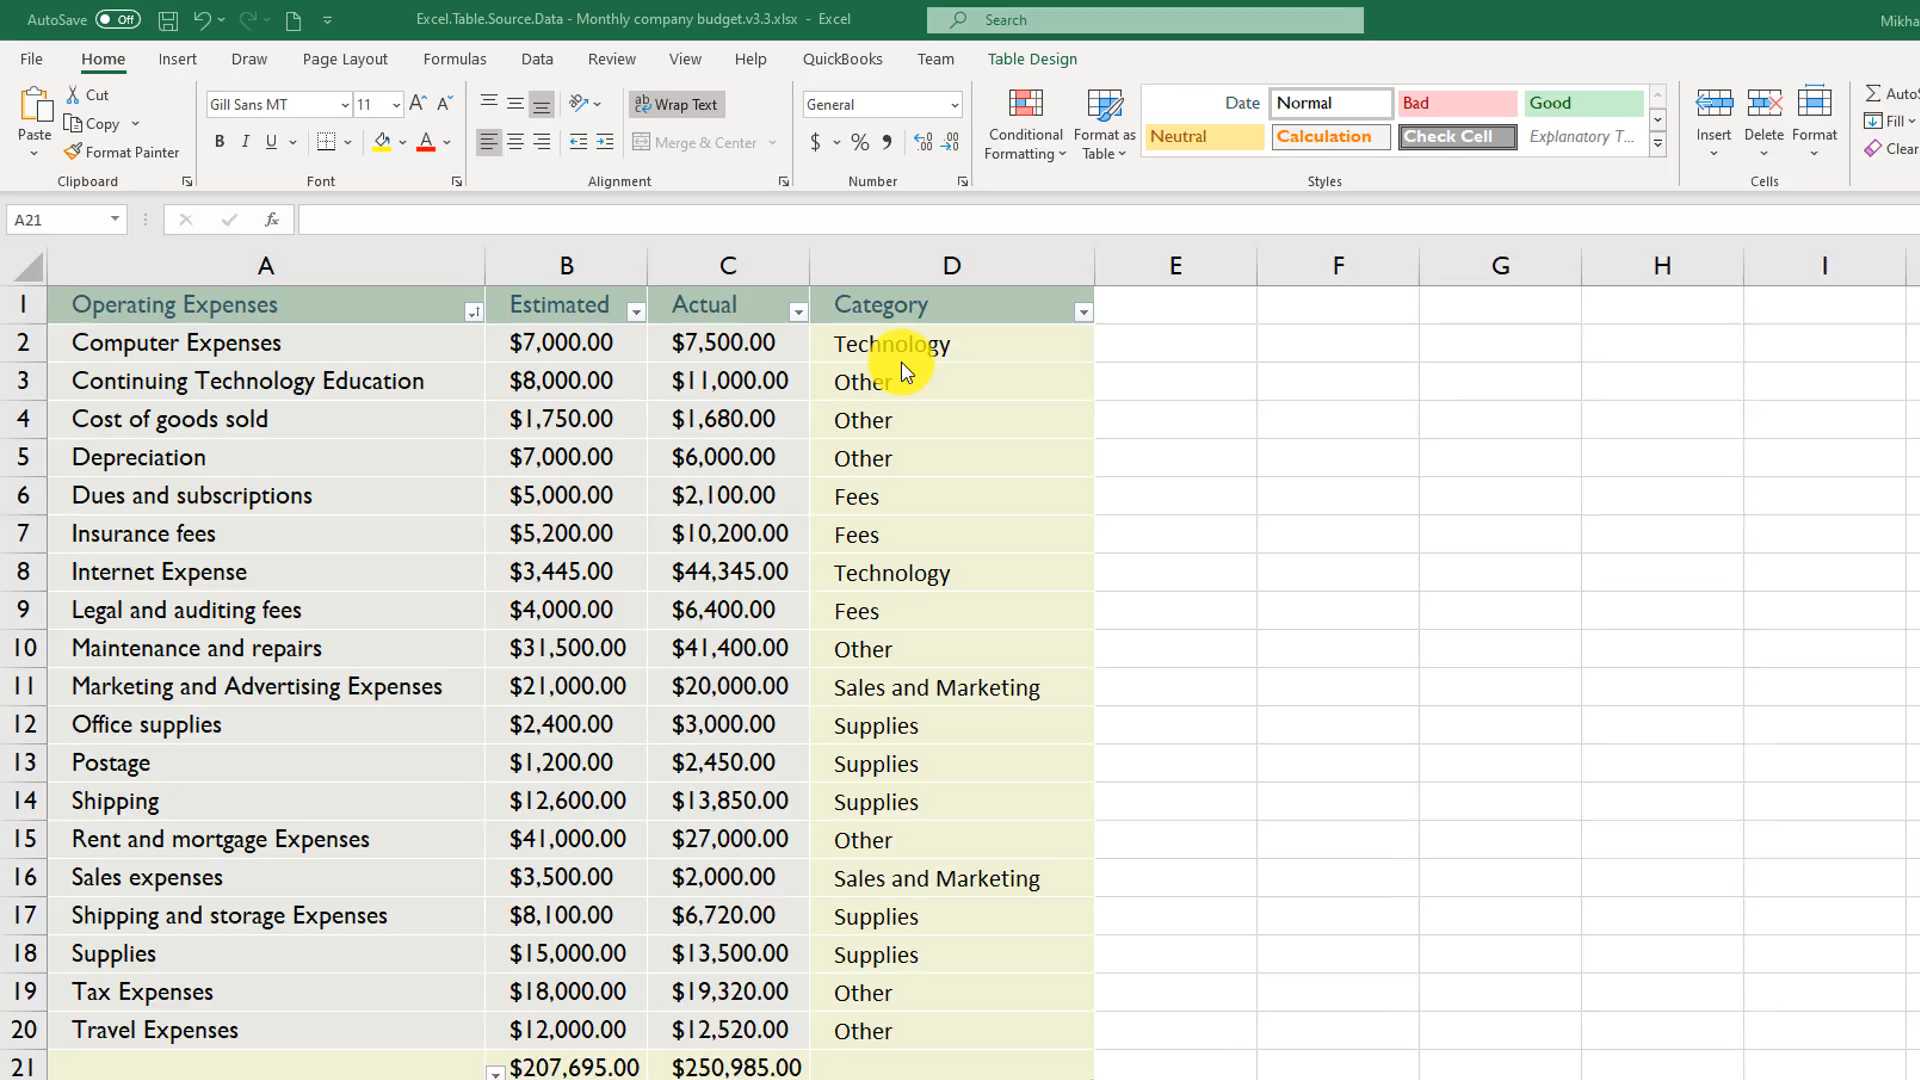 AutoSave Off Excel.Table.Source.Data - Monthly company budget.v3.3.xlsx - Excel Search
File Home Insert Draw Page Layout Formulas Data Review View Help QuickBooks Team Table Design
Paste Cut Copy Format Painter Clipboard
Gill Sans MT 11 B I U A Font
ab Wrap Text Merge & Center Alignment
General $ % Number
Conditional Formatting Format as Table
Date Normal Bad Good
Neutral Calculation Check Cell Explanatory T...
Styles
Insert Delete Format Cells
Fill
Clear
A21 fx
A B C D E F G H I
1 Operating Expenses Estimated Actual Category
2 Computer Expenses $7,000.00 $7,500.00 Technology
3 Continuing Technology Education $8,000.00 $11,000.00 Other
4 Cost of goods sold $1,750.00 $1,680.00 Other
5 Depreciation $7,000.00 $6,000.00 Other
6 Dues and subscriptions $5,000.00 $2,100.00 Fees
7 Insurance fees $5,200.00 $10,200.00 Fees
8 Internet Expense $3,445.00 $44,345.00 Technology
9 Legal and auditing fees $4,000.00 $6,400.00 Fees
10 Maintenance and repairs $31,500.00 $41,400.00 Other
11 Marketing and Advertising Expenses $21,000.00 $20,000.00 Sales and Marketing
12 Office supplies $2,400.00 $3,000.00 Supplies
13 Postage $1,200.00 $2,450.00 Supplies
14 Shipping $12,600.00 $13,850.00 Supplies
15 Rent and mortgage Expenses $41,000.00 $27,000.00 Other
16 Sales expenses $3,500.00 $2,000.00 Sales and Marketing
17 Shipping and storage Expenses $8,100.00 $6,720.00 Supplies
18 Supplies $15,000.00 $13,500.00 Supplies
19 Tax Expenses $18,000.00 $19,320.00 Other
20 Travel Expenses $12,000.00 $12,520.00 Other
21 $207,695.00 $250,985.00